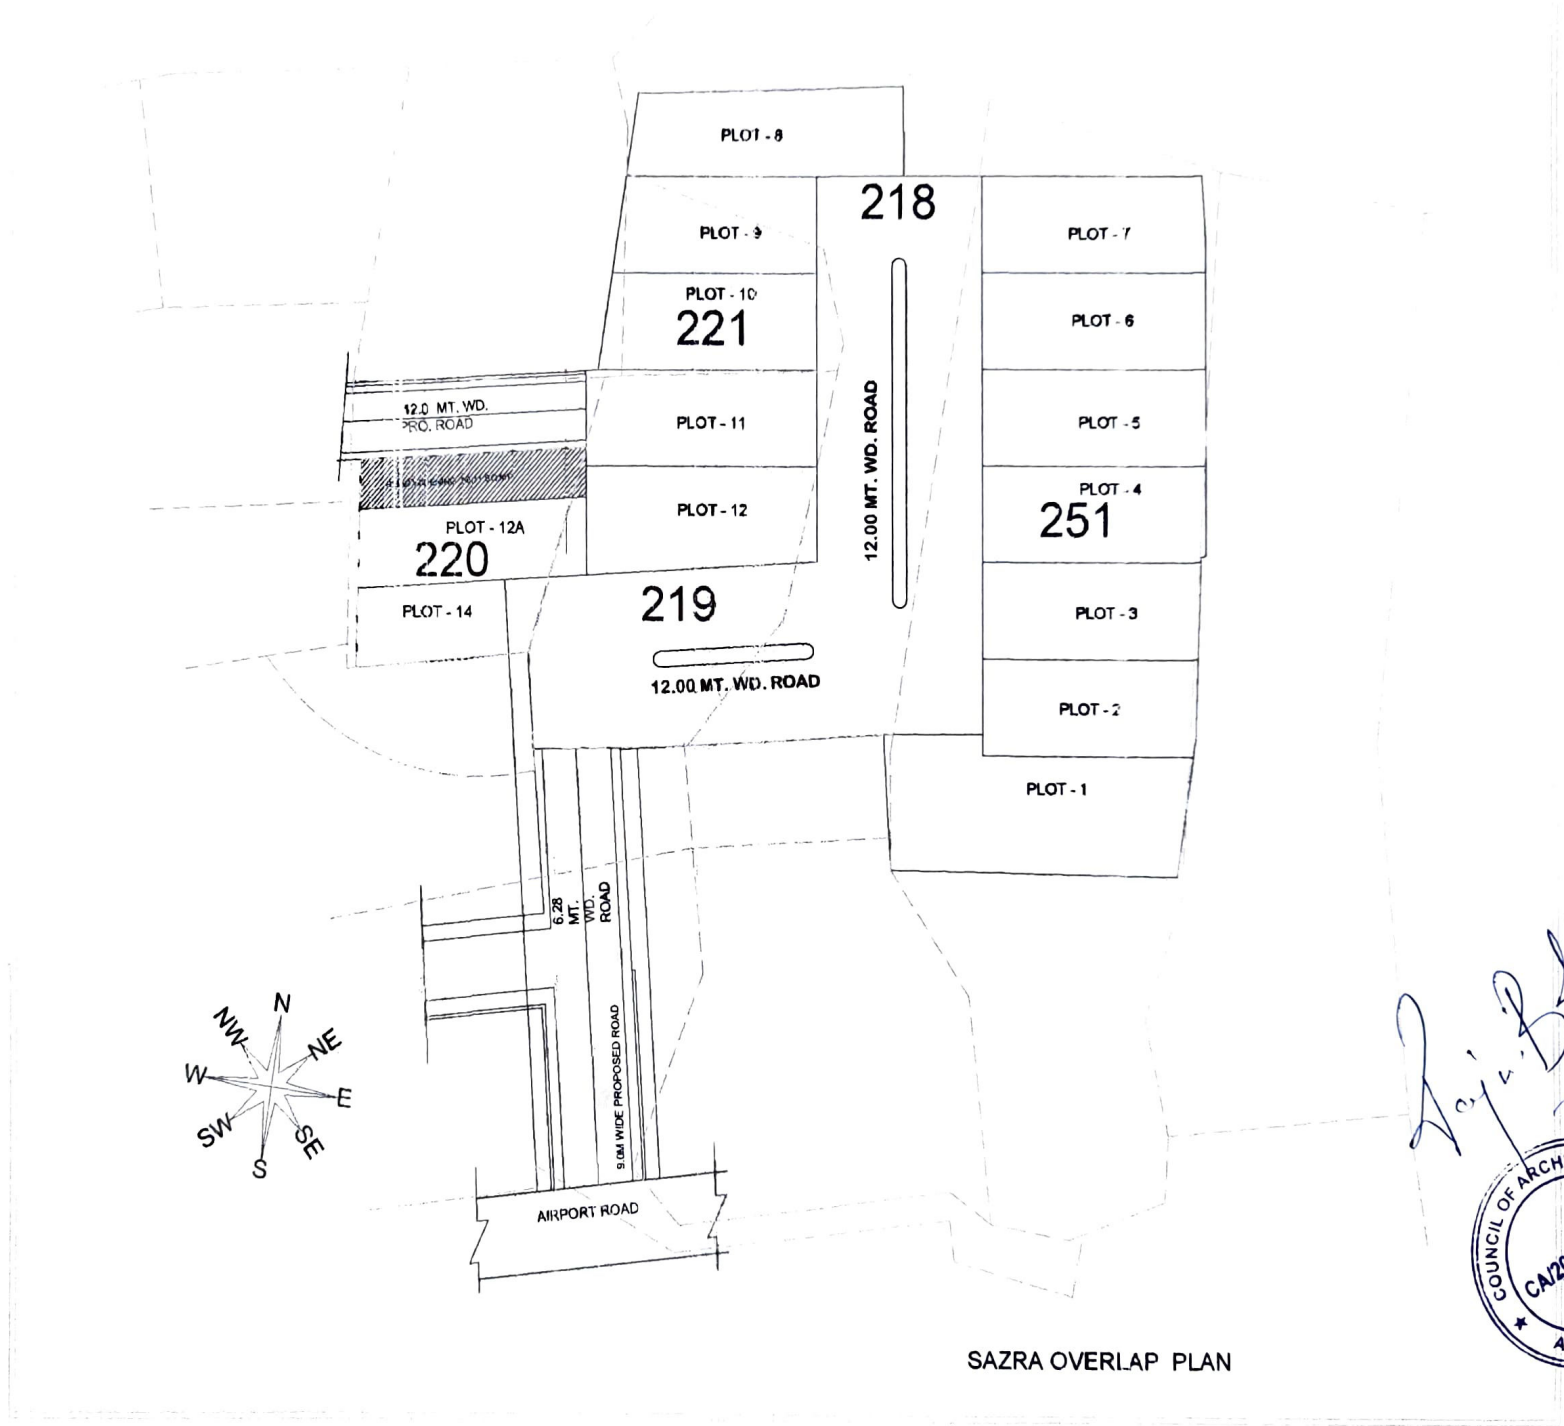 PLOT - 8
218
PLOT - 9
PLOT - 7
PLOT - 10
221
PLOT - 6
12.0 MT. WD.
PRO. ROAD
PLOT - 11
12.00 MT. WD. ROAD
PLOT - 5
PLOT - 12
PLOT - 4
251
PLOT - 12A
220
219
PLOT - 14
PLOT - 3
12.00 MT. WD. ROAD
PLOT - 2
PLOT - 1
6.28
MT.
WD.
ROAD
9.0M WIDE PROPOSED ROAD
N
NW
NE
W
E
SW
SE
S
AIRPORT ROAD
COUNCIL OF ARCH
CA/20
SAZRA OVERLAP PLAN